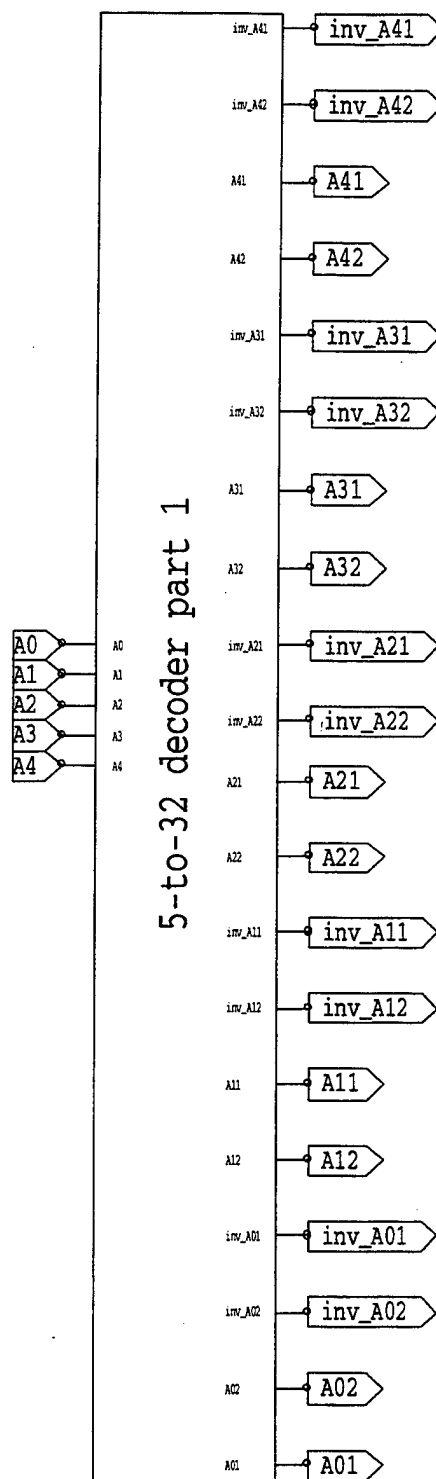 inv_A41 inv_A41
inv_A42 inv_A42
A41 A41
A42 A42
inv_A31 inv_A31
inv_A32 inv_A32
A31 A31
A32 A32
5-to-32 decoder part 1
A0 A0 inv_A21 inv_A21
A1 A1
A2 A2
inv_A22 inv_A22
A3 A3
A4 A4
A21 A21
A22 A22
inv_A11 inv_A11
inv_A12 inv_A12
A11 A11
A12 A12
inv_A01 inv_A01
inv_A02 inv_A02
A02 A02
A01 A01